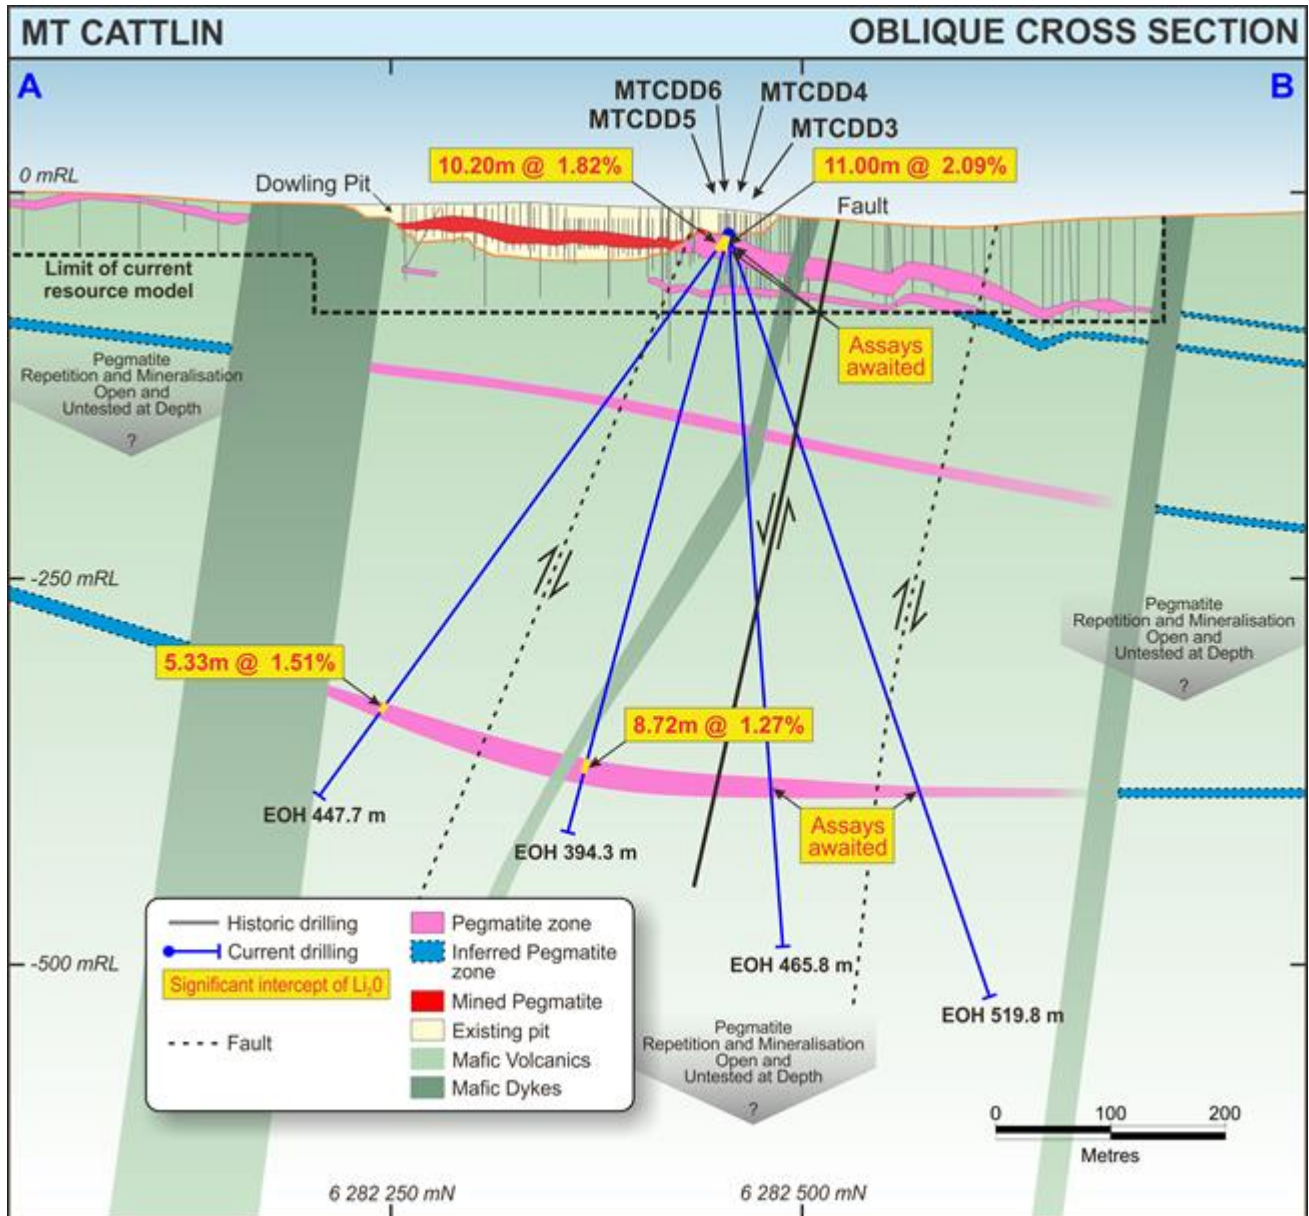 MT CATTLIN
OBLIQUE CROSS SECTION
A
B
MTCDD6
MTCDD4
MTCDD5
MTCDD3
10.20m @ 1.82%
11.00m @ 2.09%
0 mRL
Dowling Pit
Fault
Limit of current
resource model
Assays
awaited
Pegmatite
Repetition and Mineralisation
Open and
Untested at Depth
?
-250 mRL
Pegmatite
Repetition and Mineralisation
Open and
Untested at Depth
?
5.33m @ 1.51%
8.72m @ 1.27%
EOH 447.7 m
EOH 394.3 m
Assays
awaited
-500 mRL
EOH 465.8 m
EOH 519.8 m
Historic drilling
Current drilling
Significant intercept of Li₂0
Fault
Pegmatite zone
Inferred Pegmatite
zone
Mined Pegmatite
Existing pit
Mafic Volcanics
Mafic Dykes
Pegmatite
Repetition and Mineralisation
Open and
Untested at Depth
?
0 100 200
Metres
6 282 250 mN
6 282 500 mN